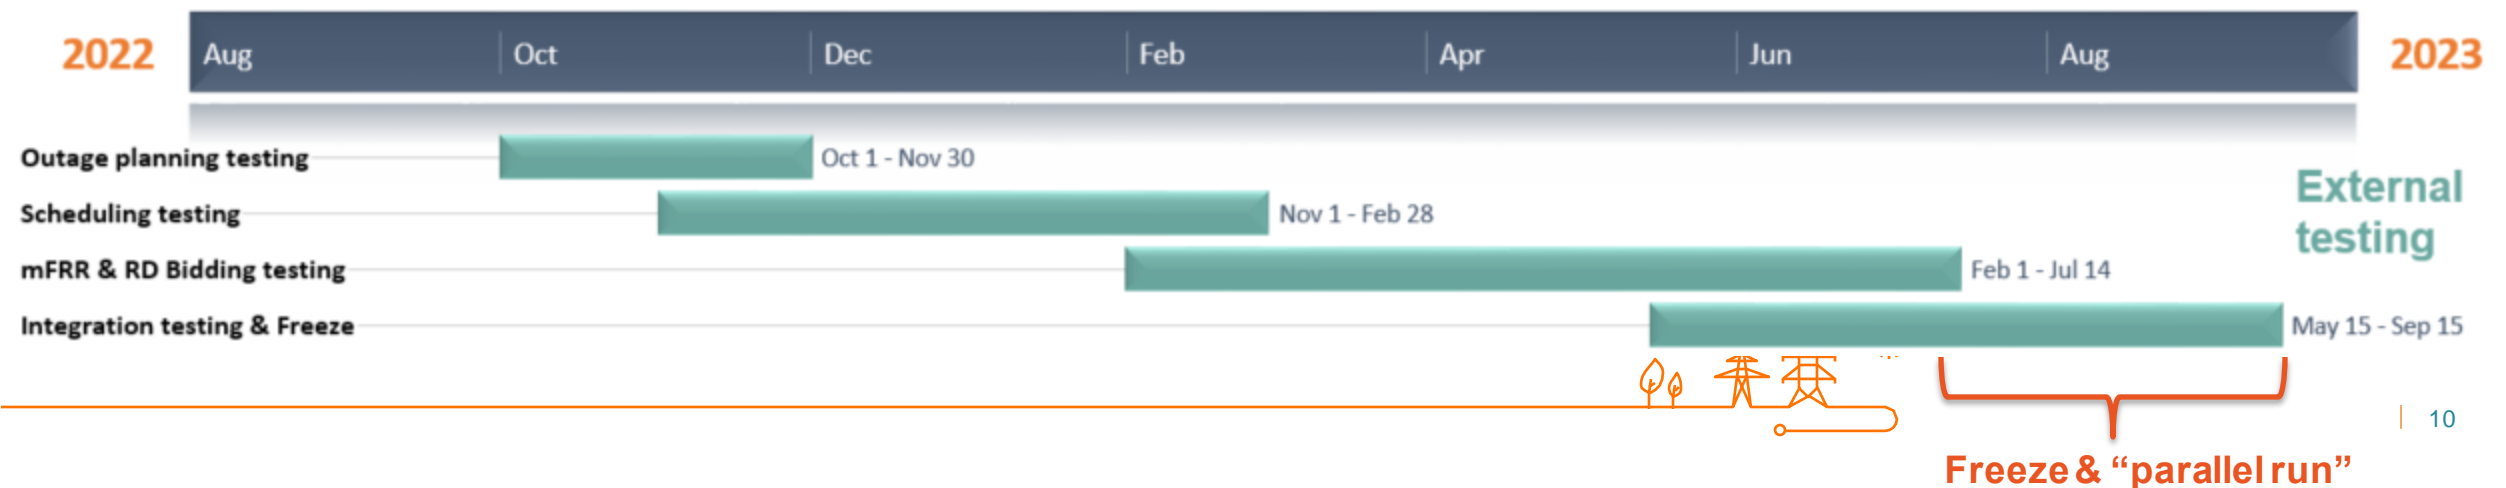 2022 Aug Oct Dec Feb Apr Jun Aug 2023
Outage planning testing Oct 1 - Nov 30
Scheduling testing Nov 1 - Feb 28
mFRR & RD Bidding testing Feb 1 - Jul 14
Integration testing & Freeze May 15 - Sep 15
External
testing
10
Freeze & “parallel run”